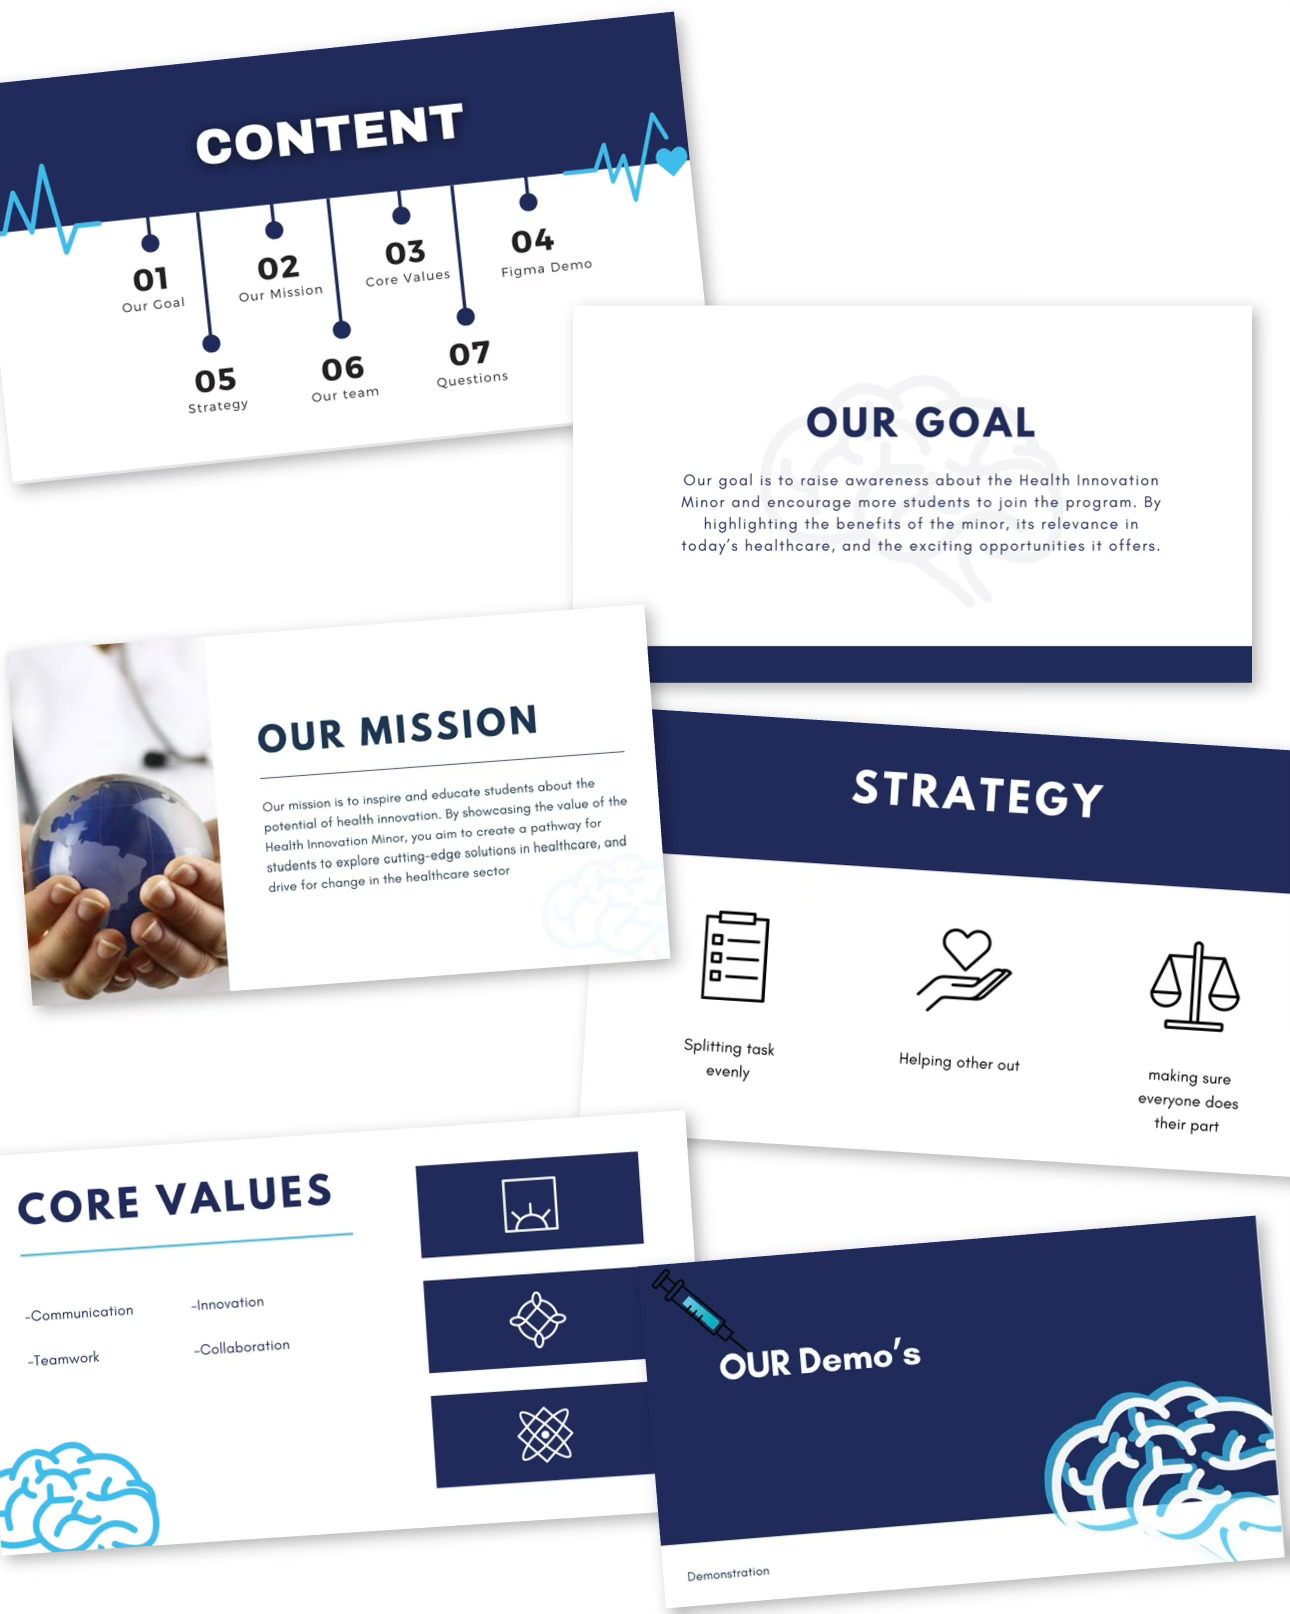 CONTENT
01
Our Goal
02
Our Mission
03
Core Values
04
Figma Demo
05
Strategy
06
Our team
07
Questions
OUR GOAL
Our goal is to raise awareness about the Health Innovation
Minor and encourage more students to join the program. By
highlighting the benefits of the minor, its relevance in
today's healthcare, and the exciting opportunities it offers.
OUR MISSION
Our mission is to inspire and educate students about the
potential of health innovation. By showcasing the value of the
Health Innovation Minor, you aim to create a pathway for
students to explore cutting-edge solutions in healthcare, and
drive for change in the healthcare sector
STRATEGY
Splitting task
evenly
Helping other out
making sure
everyone does
their part
CORE VALUES
-Communication
-Innovation
-Teamwork
-Collaboration
OUR Demo's
Demonstration